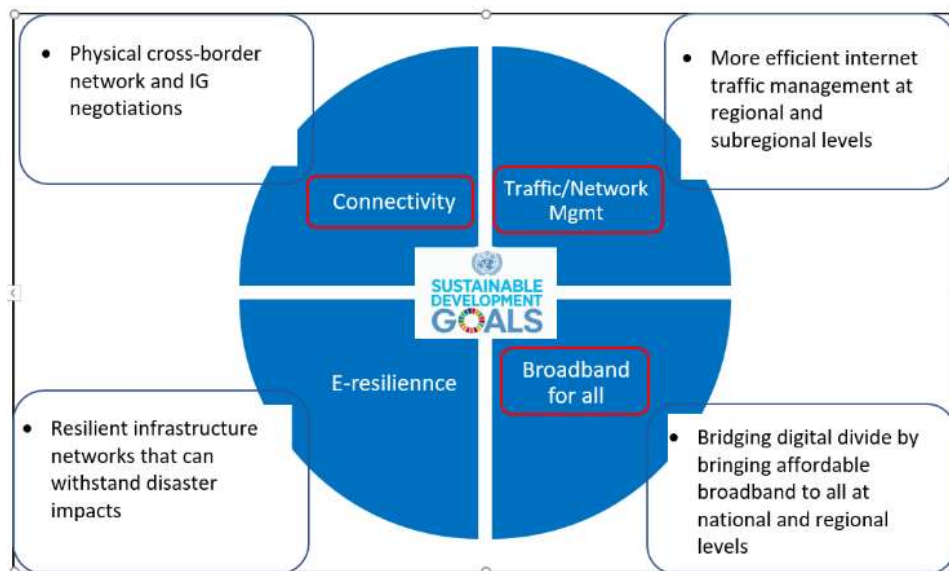 • Physical cross-border
network and IG
negotiations
• More efficient internet
traffic management at
regional and
subregional levels
Connectivity
Traffic/Network
Mgmt
SUSTAINABLE
DEVELOPMENT
GOALS
E-resiliennce
Broadband
for all
• Resilient infrastructure
networks that can
withstand disaster
impacts
• Bridging digital divide by
bringing affordable
broadband to all at
national and regional
levels